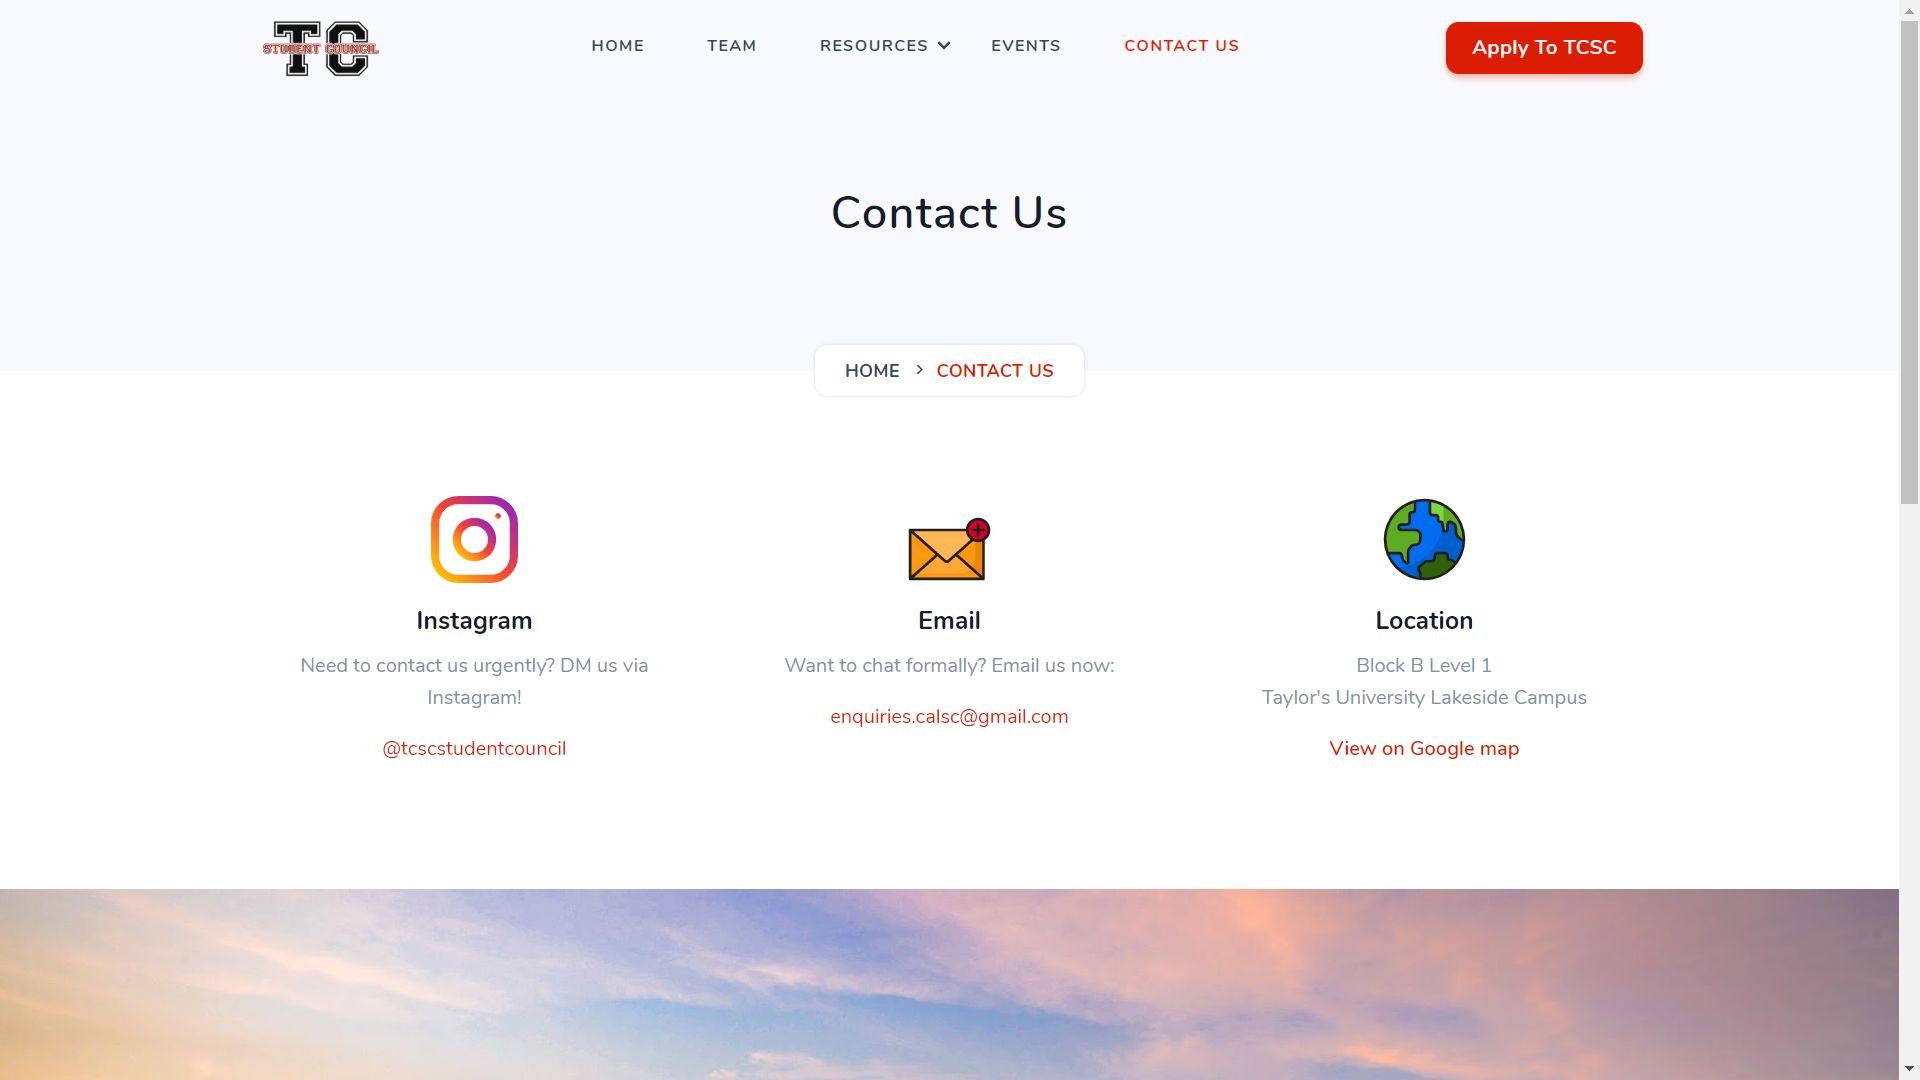 TC
STUDENT COUNCIL
HOME
TEAM
RESOURCES
EVENTS
CONTACT US
Apply To TCSC
Contact Us
HOME > CONTACT US
Instagram
Need to contact us urgently? DM us via
Instagram!
@tcscstudentcouncil
Email
Want to chat formally? Email us now:
enquiries.calsc@gmail.com
Location
Block B Level 1
Taylor's University Lakeside Campus
View on Google map